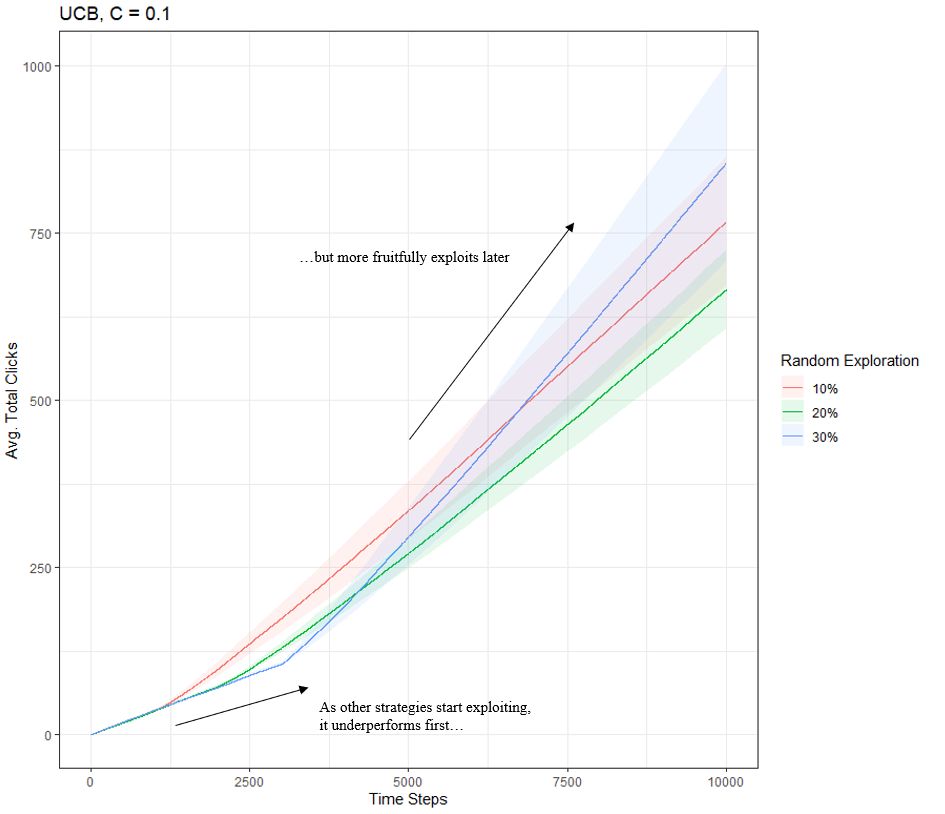 UCB, C = 0.1
1000
750
500
250
0
Avg. Total Clicks
…but more fruitfully exploits later
As other strategies start exploiting,
it underperforms first…
0 2500 5000 7500 10000
Time Steps
Random Exploration
10%
20%
30%